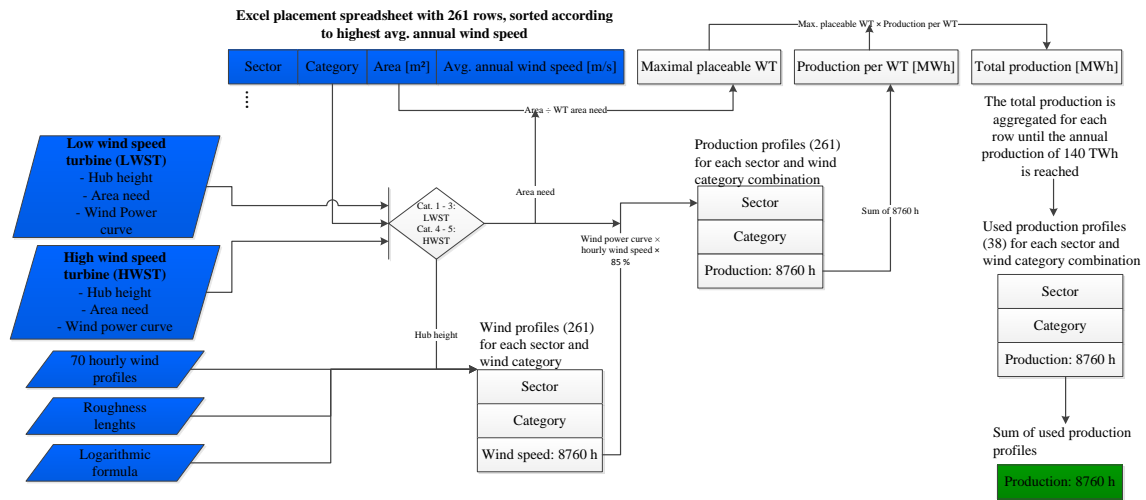 Excel placement spreadsheet with 261 rows, sorted according
to highest avg. annual wind speed
Max. placeable WT × Production per WT
Sector
Category
Area [m²]
Avg. annual wind speed [m/s]
Maximal placeable WT
Production per WT [MWh]
Total production [MWh]
Area ÷ WT area need
The total production is
aggregated for each
row until the annual
production of 140 TWh
is reached
Low wind speed
turbine (LWST)
- Hub height
- Area need
- Wind Power
curve
Production profiles (261)
for each sector and wind
category combination
Area need
Cat. 1 - 3:
LWST
Cat. 4 - 5:
HWST
Sector
Category
Production: 8760 h
Sum of 8760 h
Wind power curve ×
hourly wind speed ×
85 %
Used production profiles
(38) for each sector and
wind category combination
High wind speed
turbine (HWST)
- Hub height
- Area need
- Wind power curve
Sector
Category
Production: 8760 h
Hub height
Wind profiles (261)
for each sector and
wind category
70 hourly wind
profiles
Roughness
lenghts
Logarithmic
formula
Sector
Category
Wind speed: 8760 h
Sum of used production
profiles
Production: 8760 h